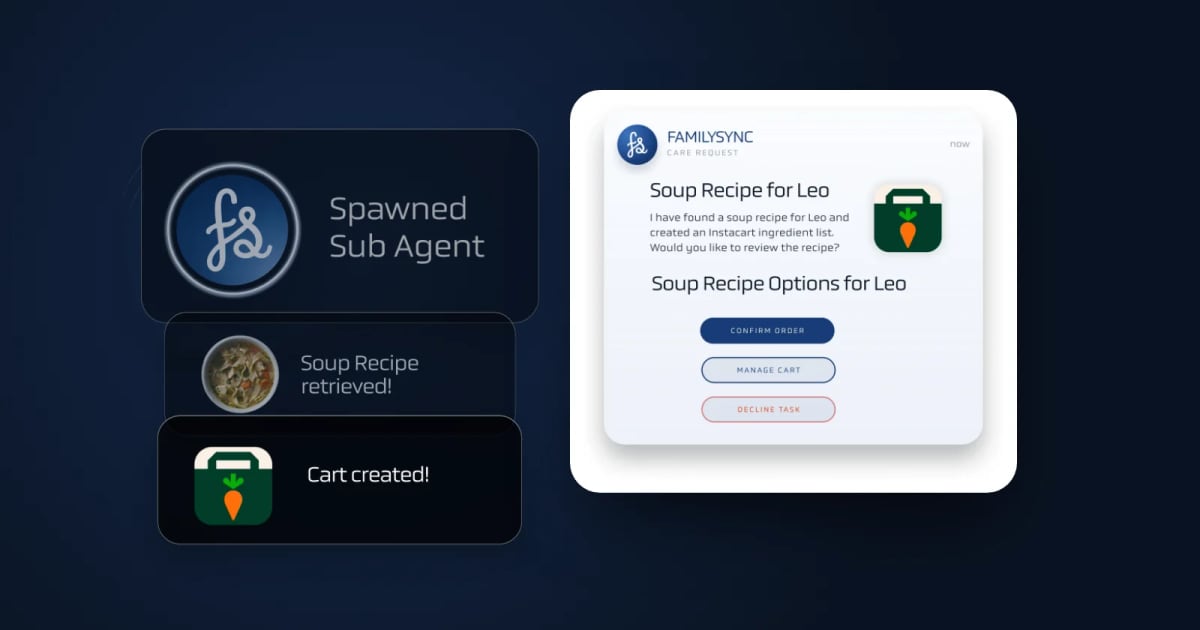 fs
Spawned
Sub Agent
Soup Recipe
retrieved!
Cart created!
fs
FAMILYSYNC
CARE REQUEST
now
Soup Recipe for Leo
I have found a soup recipe for Leo and
created an Instacart ingredient list.
Would you like to review the recipe?
Soup Recipe Options for Leo
CONFIRM ORDER
MANAGE CART
DECLINE TASK